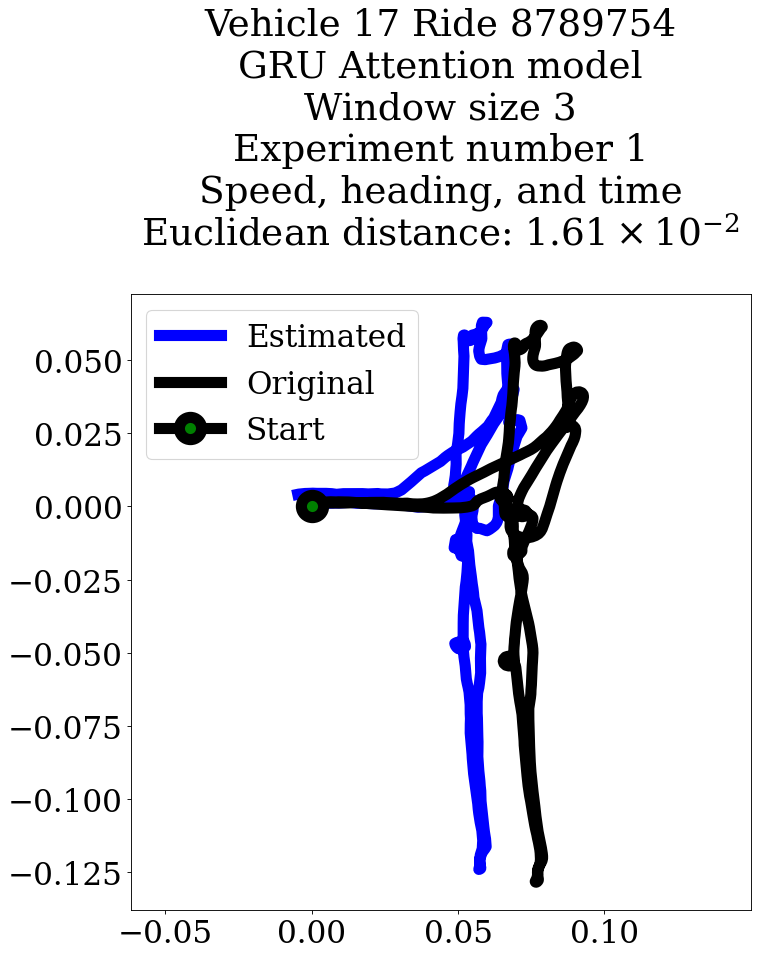 Vehicle 17 Ride 8789754
GRU Attention model
Window size 3
Experiment number 1
Speed, heading, and time
Euclidean distance: 1.61 × 10⁻²
Estimated
Original
Start
0.050
0.025
0.000
−0.025
−0.050
−0.075
−0.100
−0.125
−0.05 0.00 0.05 0.10